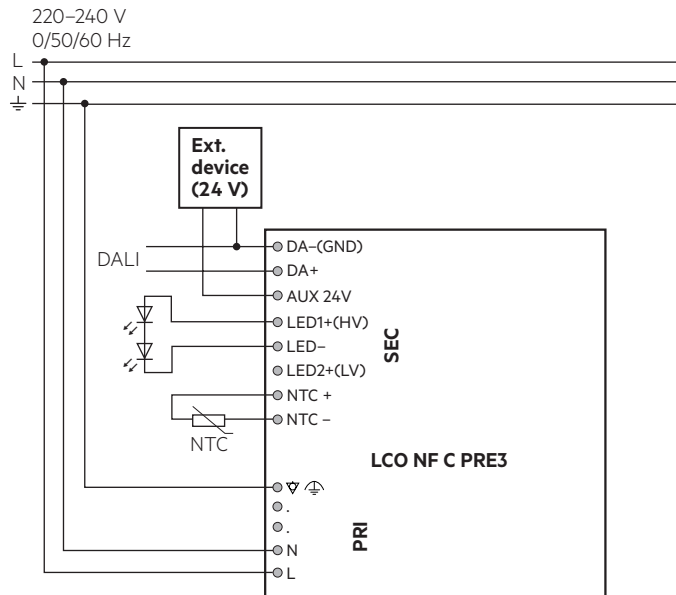 220–240 V
0/50/60 Hz
L
N
Ext.
device
(24 V)
DALI
DA–(GND)
DA+
AUX 24V
LED1+(HV)
LED–
LED2+(LV)
NTC +
NTC –
NTC
SEC
LCO NF C PRE3
.
.
PRI
N
L